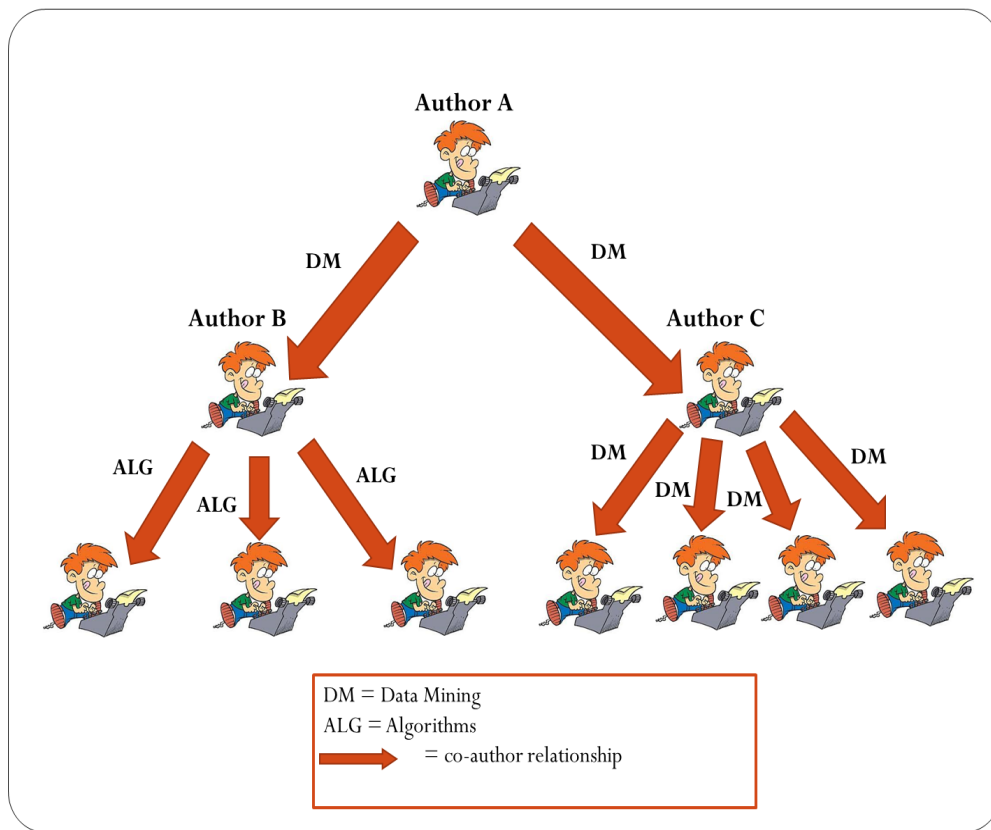 Author A
DM
DM
Author B
Author C
ALG
ALG
ALG
DM
DM
DM
DM
DM = Data Mining
ALG = Algorithms
= co-author relationship